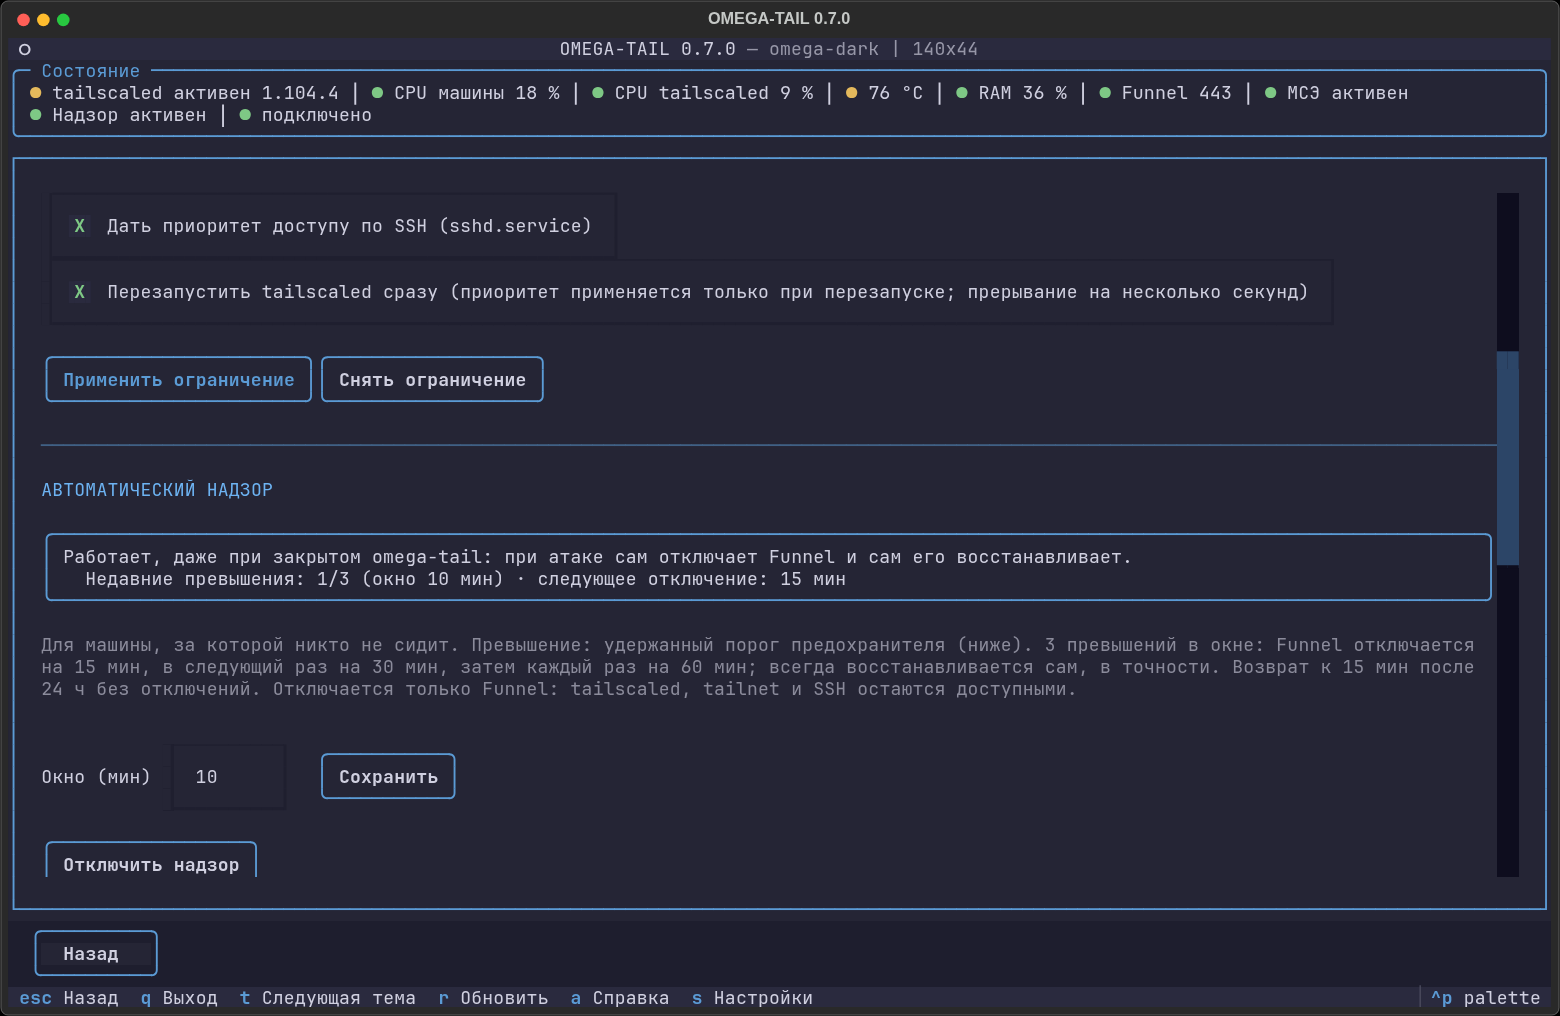 OMEGA-TAIL 0.7.0
OMEGA-TAIL 0.7.0 — omega-dark | 140x44
Состояние
● tailscaled активен 1.104.4 │ ● CPU машины 18 % │ ● CPU tailscaled 9 % │ ● 76 °C │ ● RAM 36 % │ ● Funnel 443 │ ● МСЭ активен
● Надзор активен │ ● подключено
X Дать приоритет доступу по SSH (sshd.service)
X Перезапустить tailscaled сразу (приоритет применяется только при перезапуске; прерывание на несколько секунд)
Применить ограничение Снять ограничение
АВТОМАТИЧЕСКИЙ НАДЗОР
Работает, даже при закрытом omega-tail: при атаке сам отключает Funnel и сам его восстанавливает.
Недавние превышения: 1/3 (окно 10 мин) · следующее отключение: 15 мин
Для машины, за которой никто не сидит. Превышение: удержанный порог предохранителя (ниже). 3 превышений в окне: Funnel отключается
на 15 мин, в следующий раз на 30 мин, затем каждый раз на 60 мин; всегда восстанавливается сам, в точности. Возврат к 15 мин после
24 ч без отключений. Отключается только Funnel: tailscaled, tailnet и SSH остаются доступными.
Окно (мин) 10 Сохранить
Отключить надзор
Назад
esc Назад q Выход t Следующая тема r Обновить a Справка s Настройки ^p palette